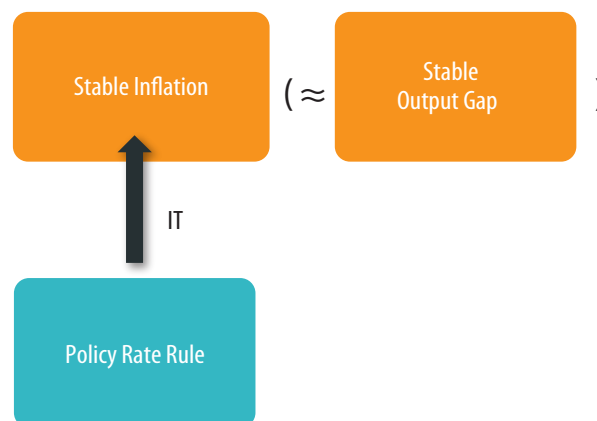 Stable Inflation
(≈
Stable
Output Gap
)
IT
Policy Rate Rule